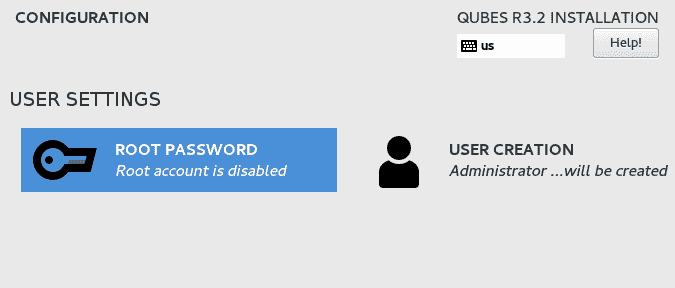 CONFIGURATION
QUBES R3.2 INSTALLATION
us
Help!
USER SETTINGS
ROOT PASSWORD
Root account is disabled
USER CREATION
Administrator ...will be created